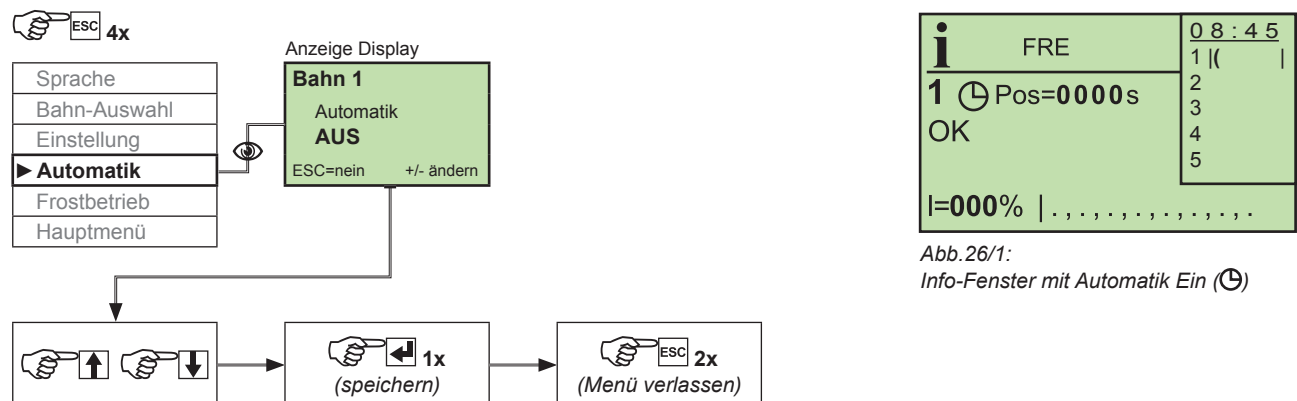 ESC 4x
Sprache
Bahn-Auswahl
Einstellung
Automatik
Frostbetrieb
Hauptmenü
Anzeige Display
Bahn 1
Automatik
AUS
ESC=nein +/- ändern
1x
(speichern)
ESC 2x
(Menü verlassen)
i FRE
1 Pos=0000s
OK
I=000% | . , . , . , . , . , . , .
08:45
1 |( |
2
3
4
5
Abb.26/1:
Info-Fenster mit Automatik Ein ()